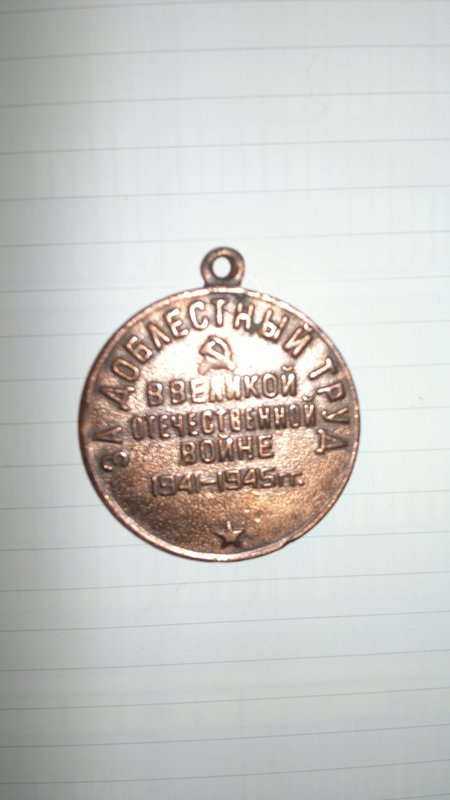 ЗА ДОБЛЕСТНЫЙ ТРУД
В ВЕЛИКОЙ
ОТЕЧЕСТВЕННОЙ
ВОЙНЕ
1941-1945 гг.